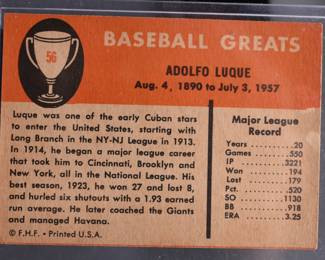 56
BASEBALL GREATS
ADOLFO LUQUE
Aug. 4, 1890 to July 3, 1957
Luque was one of the early Cuban stars
to enter the United States, starting with
Long Branch in the NY-NJ League in 1913.
In 1914, he began a major league career
that took him to Cincinnati, Brooklyn and
New York, all in the National League. His
best season, 1923, he won 27 and lost 8,
and hurled six shutouts with a 1.93 earned
run average. He later coached the Giants
and managed Havana.
© F.H.F. • Printed U.S.A.
Major League
Record
Years . . . . . . . 20
Games . . . . . . 550
IP . . . . . . . . 3221
Won . . . . . . . 194
Lost . . . . . . . 179
Pct. . . . . . . . .520
SO . . . . . . . 1130
BB . . . . . . . . 918
ERA . . . . . . . 3.25